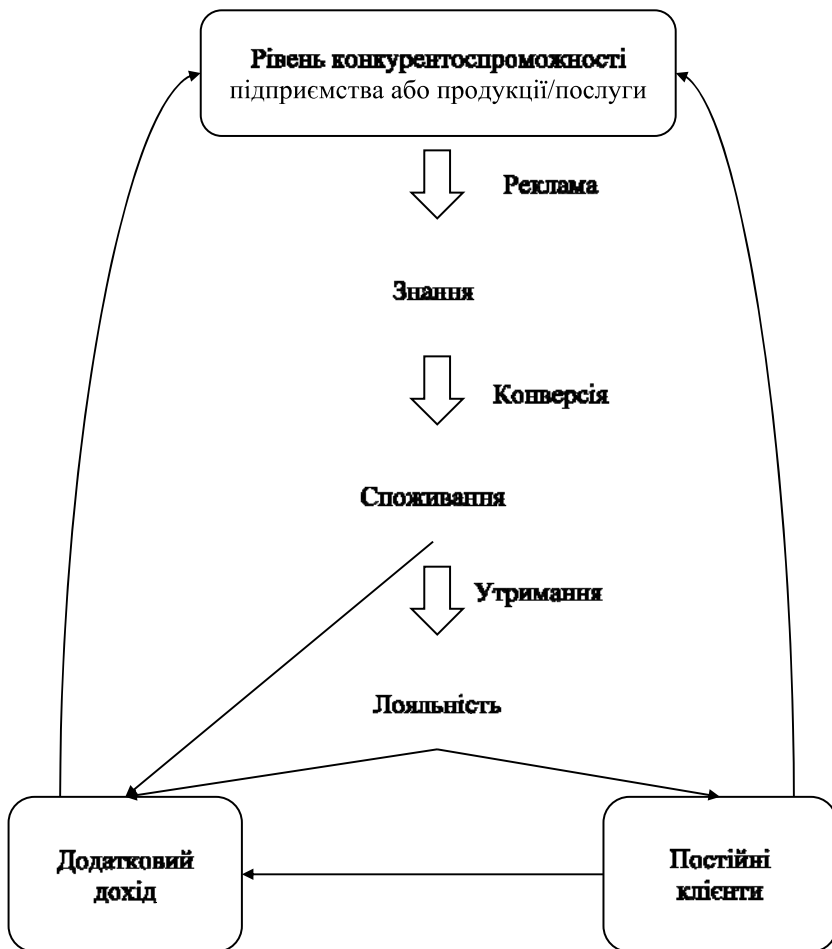 Рівень конкурентоспроможності
підприємства або продукції/послуги
Реклама
Знання
Конверсія
Споживання
Утримання
Лояльність
Додатковий
дохід
Постійні
клієнти